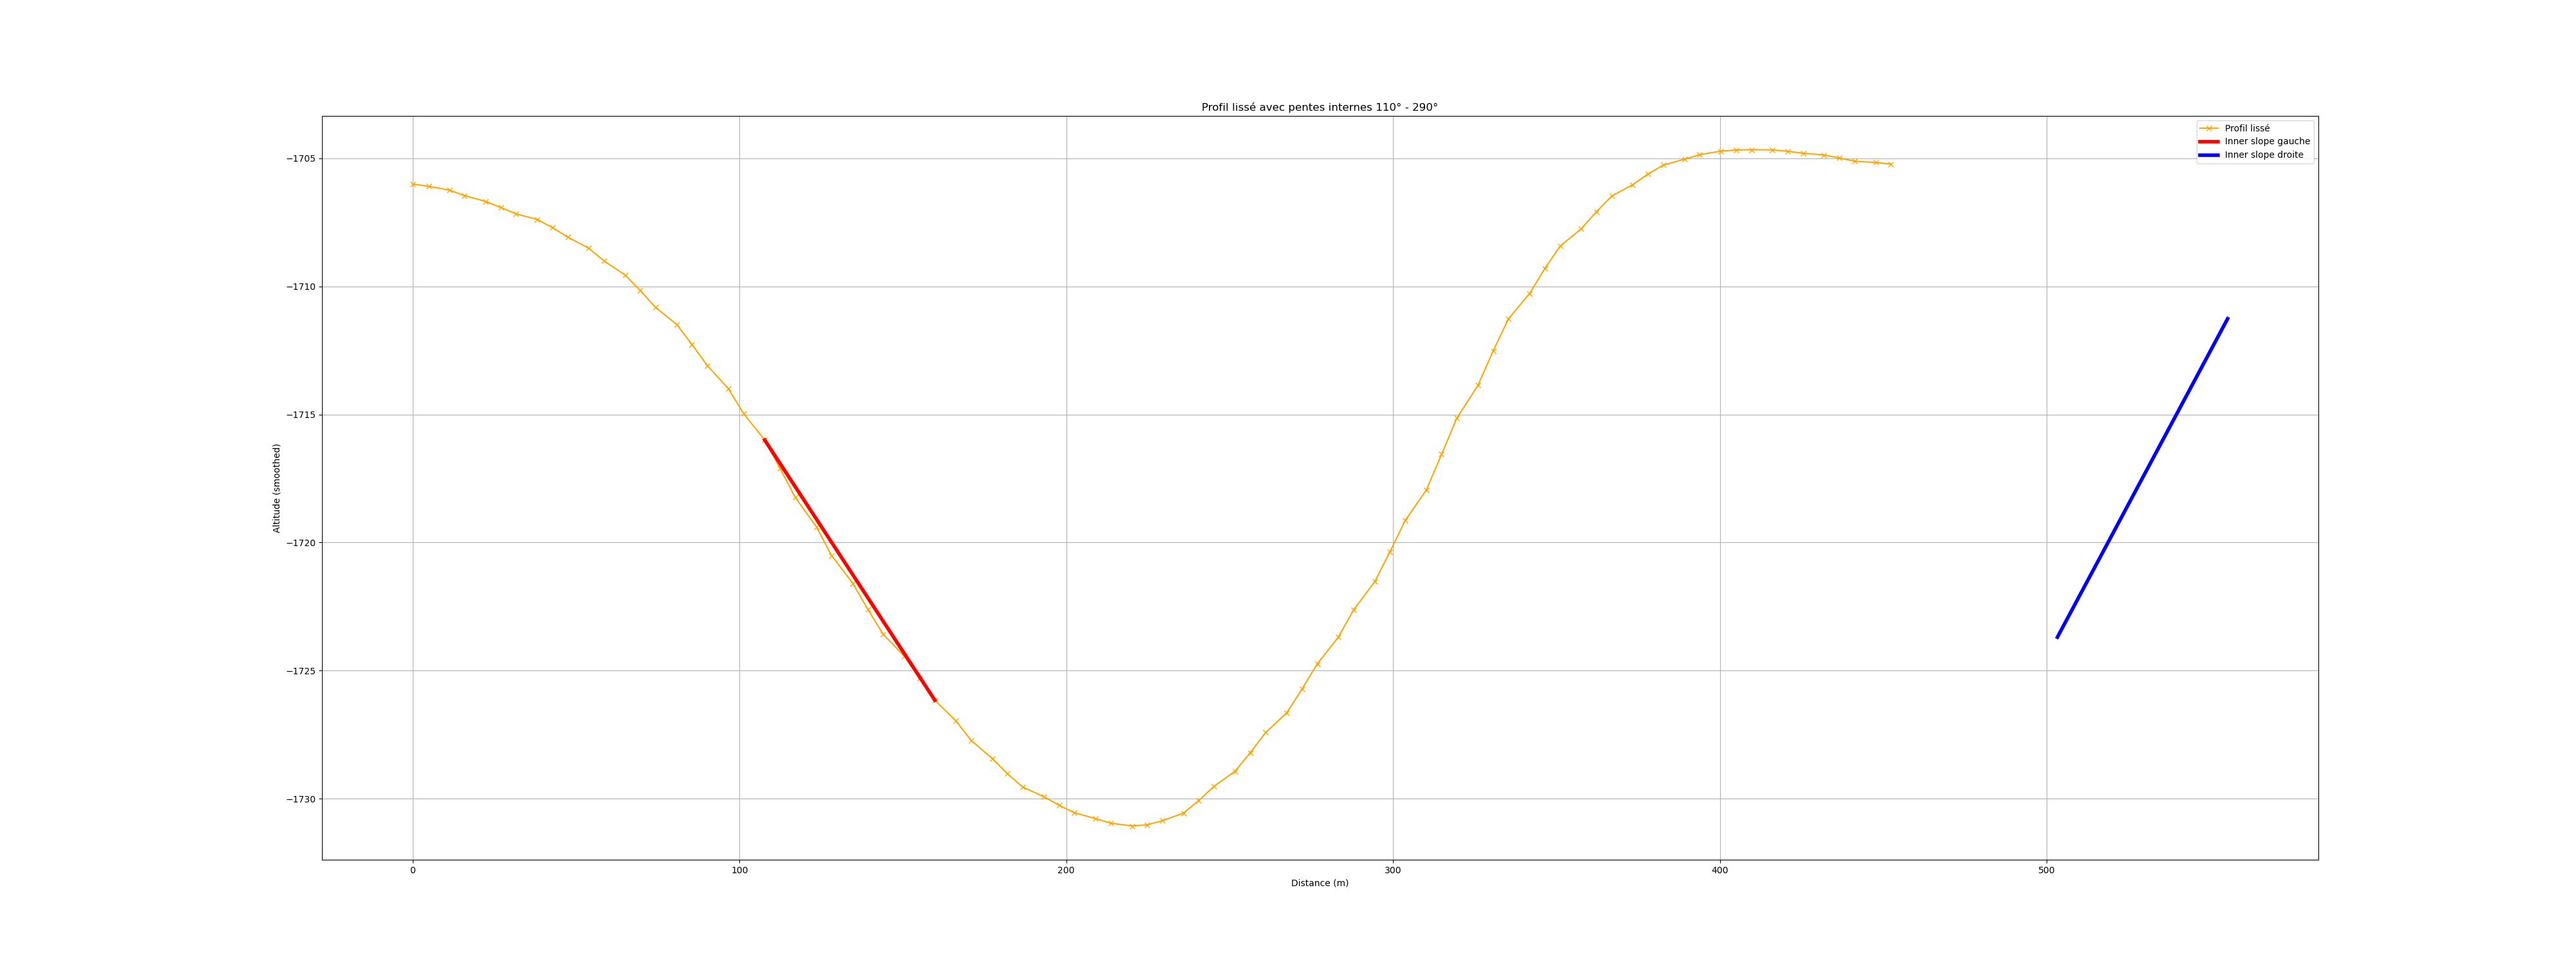 Profil lissé avec pentes internes 110° - 290°
Profil lissé
Inner slope gauche
Inner slope droite
−1705
−1710
−1715
−1720
−1725
−1730
Altitude (smoothed)
0 100 200 300 400 500
Distance (m)